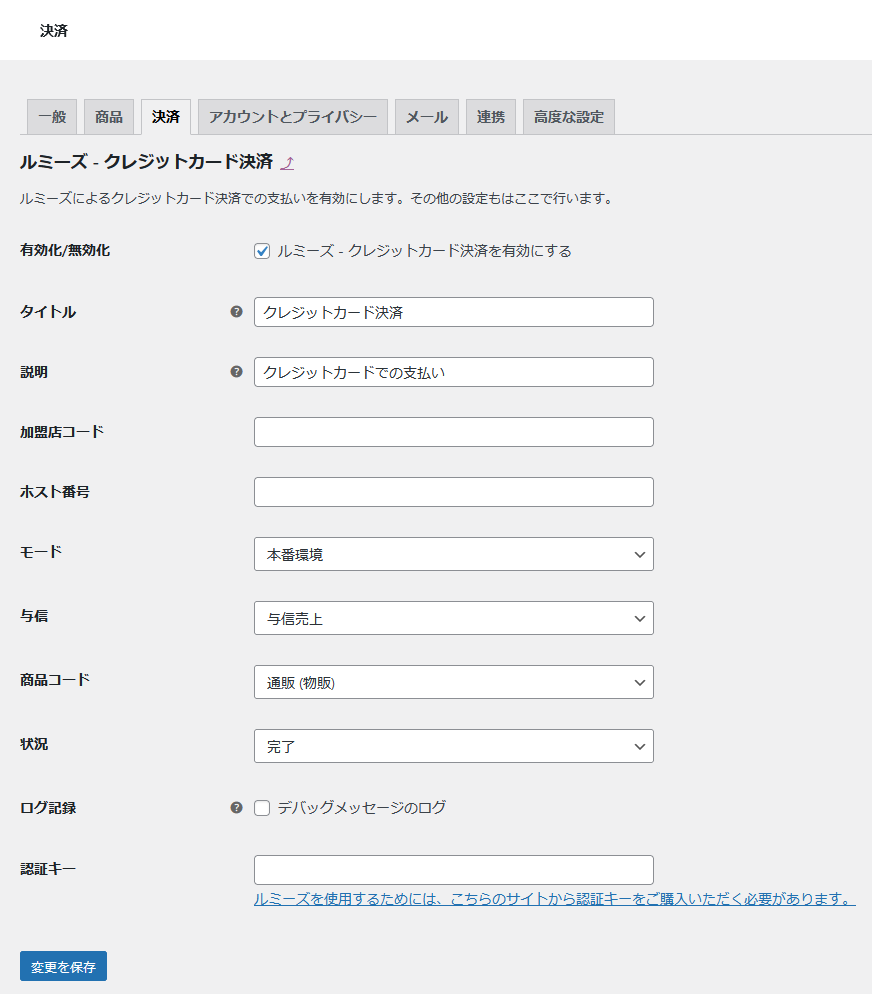 決済
一般 商品 決済 アカウントとプライバシー メール 連携 高度な設定
ルミーズ - クレジットカード決済 ⤴
ルミーズによるクレジットカード決済での支払いを有効にします。その他の設定もはここで行います。
有効化/無効化 ルミーズ - クレジットカード決済を有効にする
タイトル ? クレジットカード決済
説明 ? クレジットカードでの支払い
加盟店コード
ホスト番号
モード 本番環境
与信 与信売上
商品コード 通販 (物販)
状況 完了
ログ記録 ? デバッグメッセージのログ
認証キー
ルミーズを使用するためには、こちらのサイトから認証キーをご購入いただく必要があります。
変更を保存